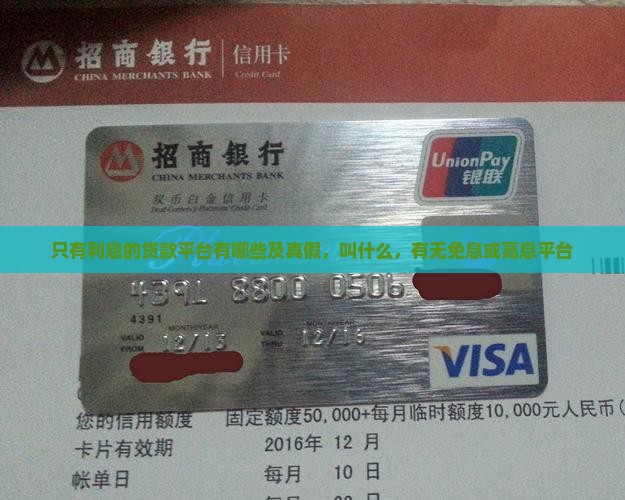 招商银行 信用卡
CHINA MERCHANTS BANK Credit Card
招商银行
CHINA MERCHANTS BANK
双币白金信用卡
Dual-Currency Platinum Credit Card
UnionPay
银联
只有利息的贷款平台有哪些及真假，叫什么，有无免息或高息平台
4391 8800 0506
4391
MONTH/YEAR MONTH/YEAR
VALID FROM 12/13 VALID THRU 12/16
VISA
您的信用额度 固定额度50,000+每月临时额度10,000元人民币(
卡片有效期 2016年 12 月
帐单日 每月 10 日